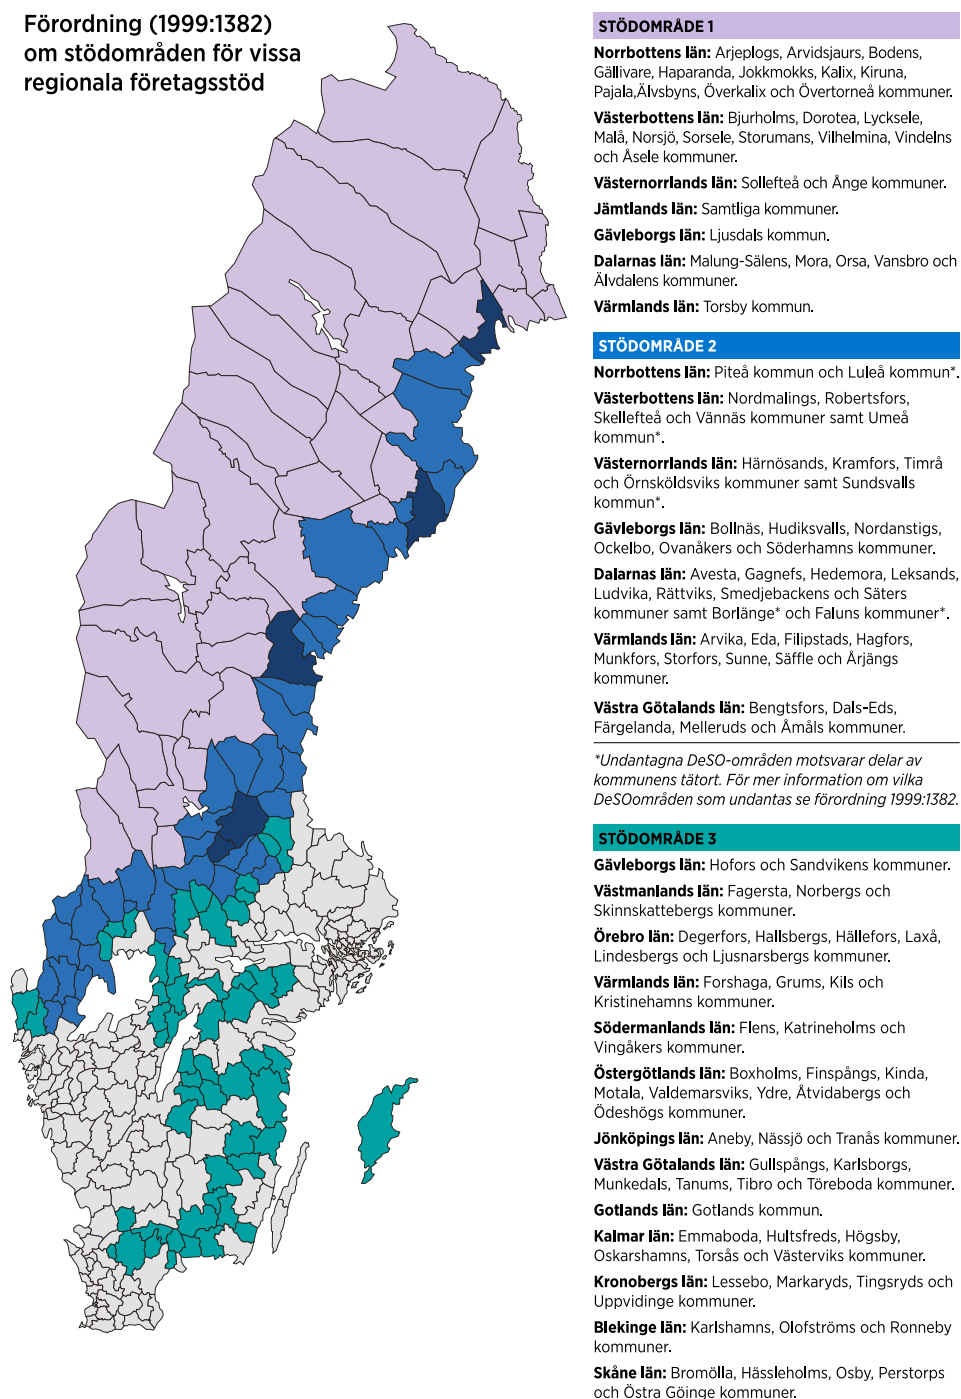 Förordning (1999:1382)
om stödområden för vissa
regionala företagsstöd
STÖDOMRÅDE 1
Norrbottens län: Arjeplogs, Arvidsjaurs, Bodens,
Gällivare, Haparanda, Jokkmokks, Kalix, Kiruna,
Pajala,Älvsbyns, Överkalix och Övertorneå kommuner.
Västerbottens län: Bjurholms, Dorotea, Lycksele,
Malå, Norsjö, Sorsele, Storumans, Vilhelmina, Vindelns
och Åsele kommuner.
Västernorrlands län: Sollefteå och Ånge kommuner.
Jämtlands län: Samtliga kommuner.
Gävleborgs län: Ljusdals kommun.
Dalarnas län: Malung-Sälens, Mora, Orsa, Vansbro och
Älvdalens kommuner.
Värmlands län: Torsby kommun.
STÖDOMRÅDE 2
Norrbottens län: Piteå kommun och Luleå kommun*.
Västerbottens län: Nordmalings, Robertsfors,
Skellefteå och Vännäs kommuner samt Umeå
kommun*.
Västernorrlands län: Härnösands, Kramfors, Timrå
och Örnsköldsviks kommuner samt Sundsvalls
kommun*.
Gävleborgs län: Bollnäs, Hudiksvalls, Nordanstigs,
Ockelbo, Ovanåkers och Söderhamns kommuner.
Dalarnas län: Avesta, Gagnefs, Hedemora, Leksands,
Ludvika, Rättviks, Smedjebackens och Säters
kommuner samt Borlänge* och Faluns kommuner*.
Värmlands län: Arvika, Eda, Filipstads, Hagfors,
Munkfors, Storfors, Sunne, Säffle och Årjängs
kommuner.
Västra Götalands län: Bengtsfors, Dals-Eds,
Färgelanda, Melleruds och Åmåls kommuner.
*Undantagna DeSO-områden motsvarar delar av
kommunens tätort. För mer information om vilka
DeSOområden som undantas se förordning 1999:1382.
STÖDOMRÅDE 3
Gävleborgs län: Hofors och Sandvikens kommuner.
Västmanlands län: Fagersta, Norbergs och
Skinnskattebergs kommuner.
Örebro län: Degerfors, Hallsbergs, Hällefors, Laxå,
Lindesbergs och Ljusnarsbergs kommuner.
Värmlands län: Forshaga, Grums, Kils och
Kristinehamns kommuner.
Södermanlands län: Flens, Katrineholms och
Vingåkers kommuner.
Östergötlands län: Boxholms, Finspångs, Kinda,
Motala, Valdemarsviks, Ydre, Åtvidabergs och
Ödeshögs kommuner.
Jönköpings län: Aneby, Nässjö och Tranås kommuner.
Västra Götalands län: Gullspångs, Karlsborgs,
Munkedals, Tanums, Tibro och Töreboda kommuner.
Gotlands län: Gotlands kommun.
Kalmar län: Emmaboda, Hultsfreds, Högsby,
Oskarshamns, Torsås och Västerviks kommuner.
Kronobergs län: Lessebo, Markaryds, Tingsryds och
Uppvidinge kommuner.
Blekinge län: Karlshamns, Olofströms och Ronneby
kommuner.
Skåne län: Bromölla, Hässleholms, Osby, Perstorps
och Östra Göinge kommuner.